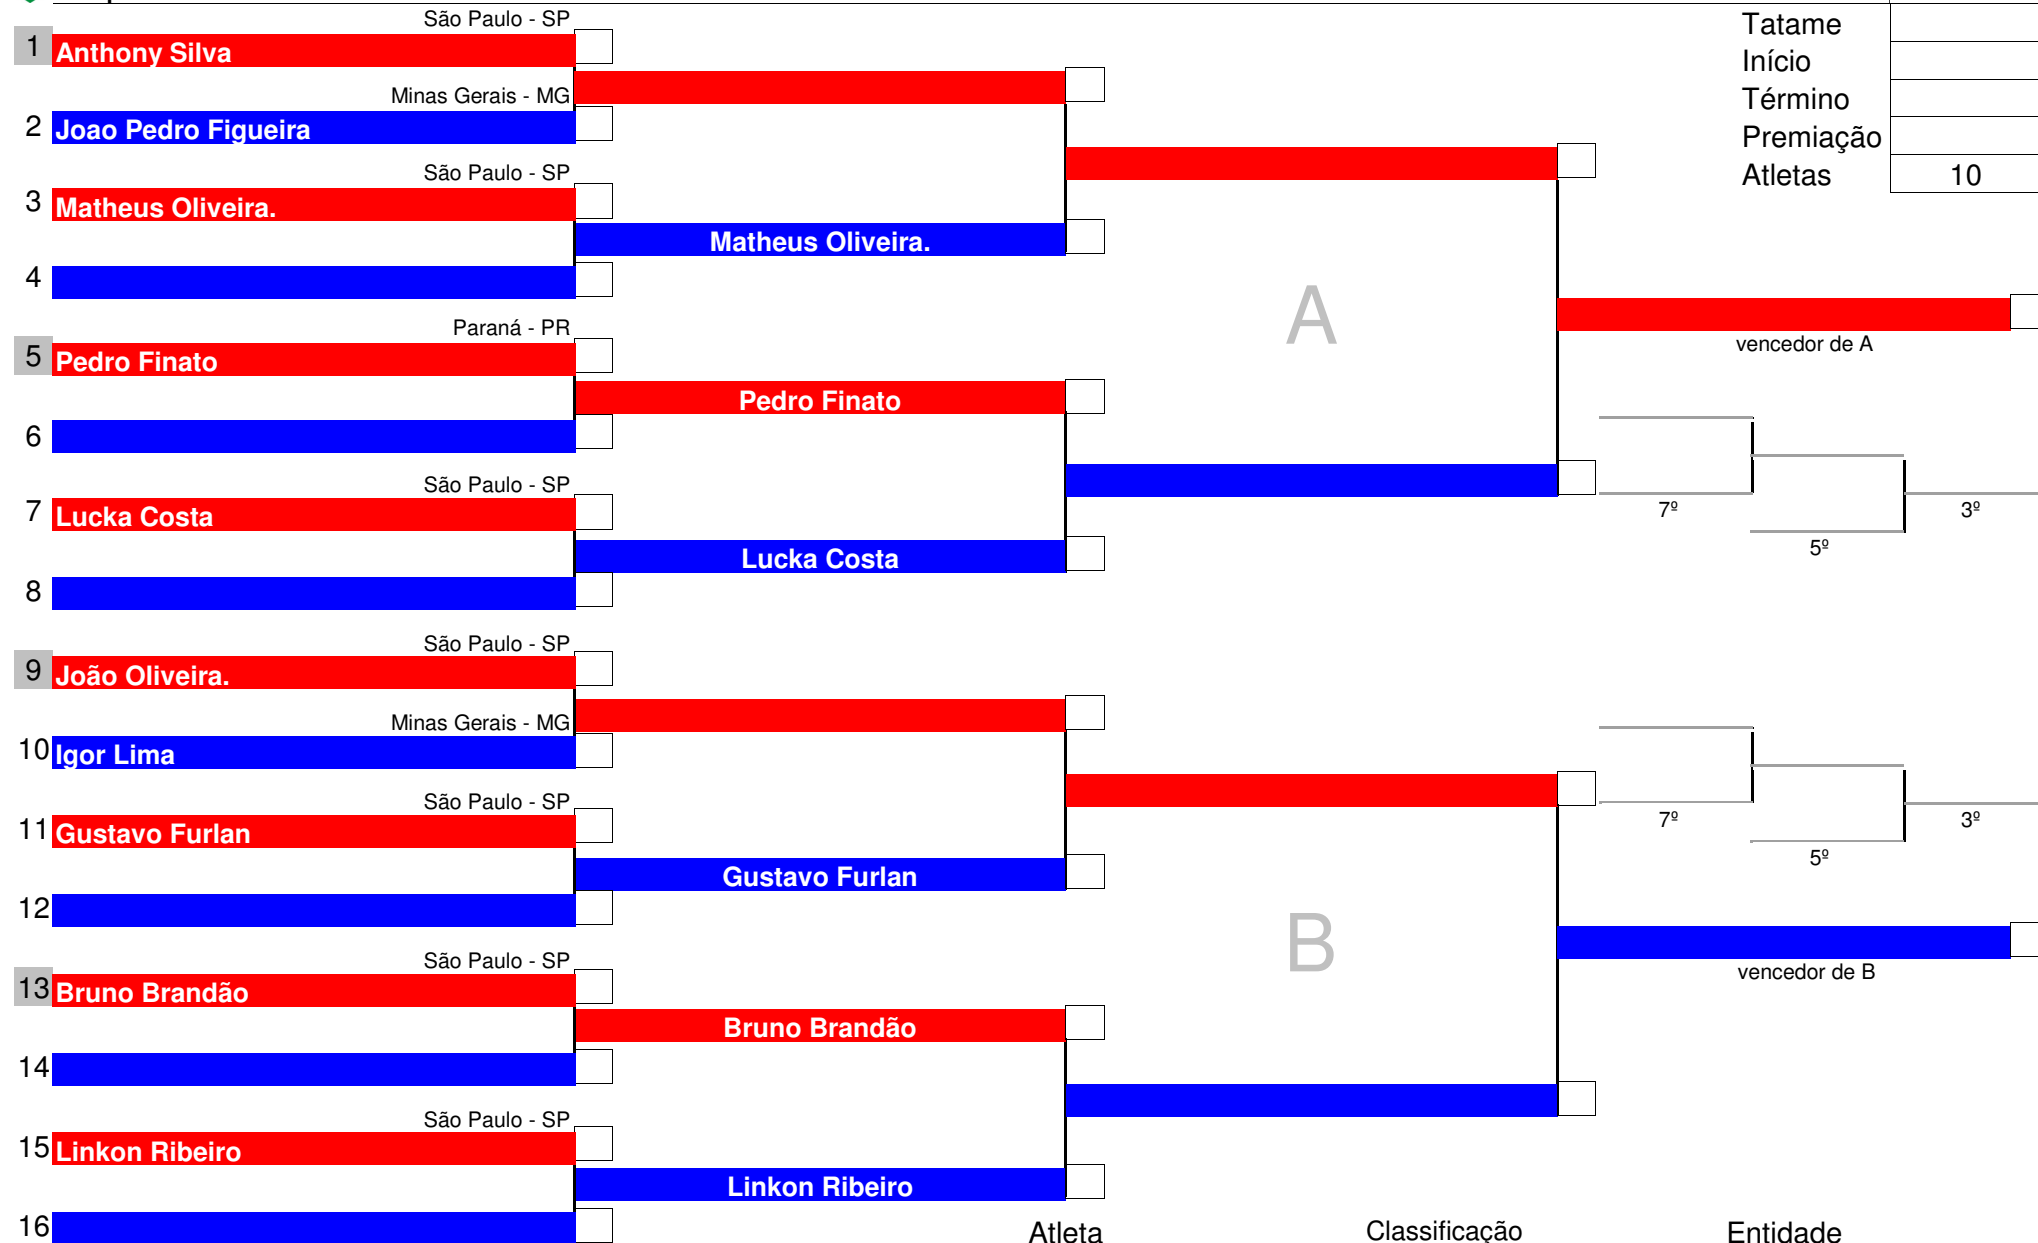 São Paulo - SP
1 Anthony Silva
Minas Gerais - MG
2 Joao Pedro Figueira
São Paulo - SP
3 Matheus Oliveira.
Matheus Oliveira.
4
Paraná - PR
5 Pedro Finato
Pedro Finato
6
São Paulo - SP
7 Lucka Costa
Lucka Costa
8
São Paulo - SP
9 João Oliveira.
Minas Gerais - MG
10 Igor Lima
São Paulo - SP
11 Gustavo Furlan
Gustavo Furlan
12
São Paulo - SP
13 Bruno Brandão
Bruno Brandão
14
São Paulo - SP
15 Linkon Ribeiro
Linkon Ribeiro
16
A
B
Tatame
Início
Término
Premiação
Atletas 10
vencedor de A
7º
5º
3º
7º
5º
3º
vencedor de B
Atleta Classificação Entidade